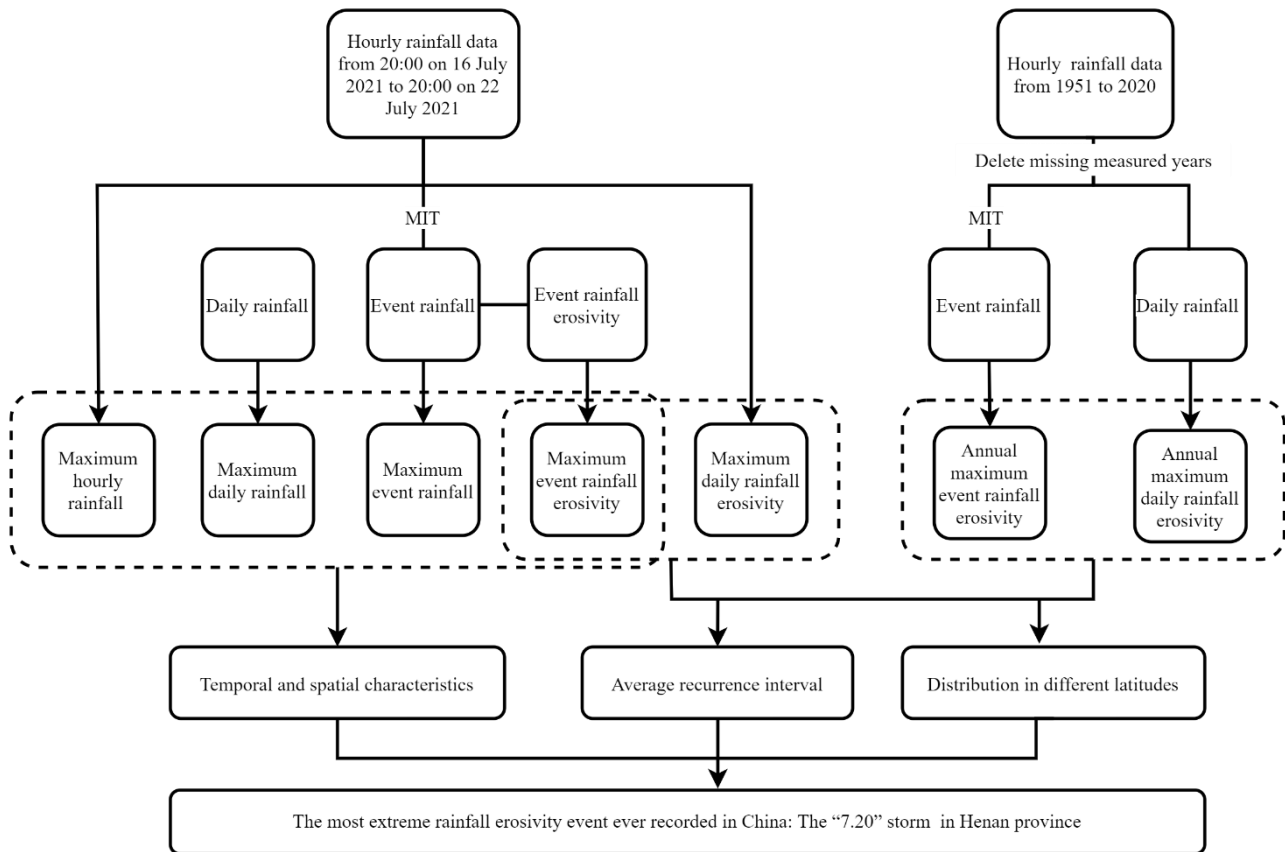 Hourly rainfall data
from 20:00 on 16 July
2021 to 20:00 on 22
July 2021
Hourly rainfall data
from 1951 to 2020
Delete missing measured years
MIT
MIT
Daily rainfall
Event rainfall
Event rainfall
erosivity
Event rainfall
Daily rainfall
Maximum
hourly
rainfall
Maximum
daily rainfall
Maximum
event rainfall
Maximum
event rainfall
erosivity
Maximum
daily rainfall
erosivity
Annual
maximum
event rainfall
erosivity
Annual
maximum
daily rainfall
erosivity
Temporal and spatial characteristics
Average recurrence interval
Distribution in different latitudes
The most extreme rainfall erosivity event ever recorded in China: The “7.20” storm in Henan province